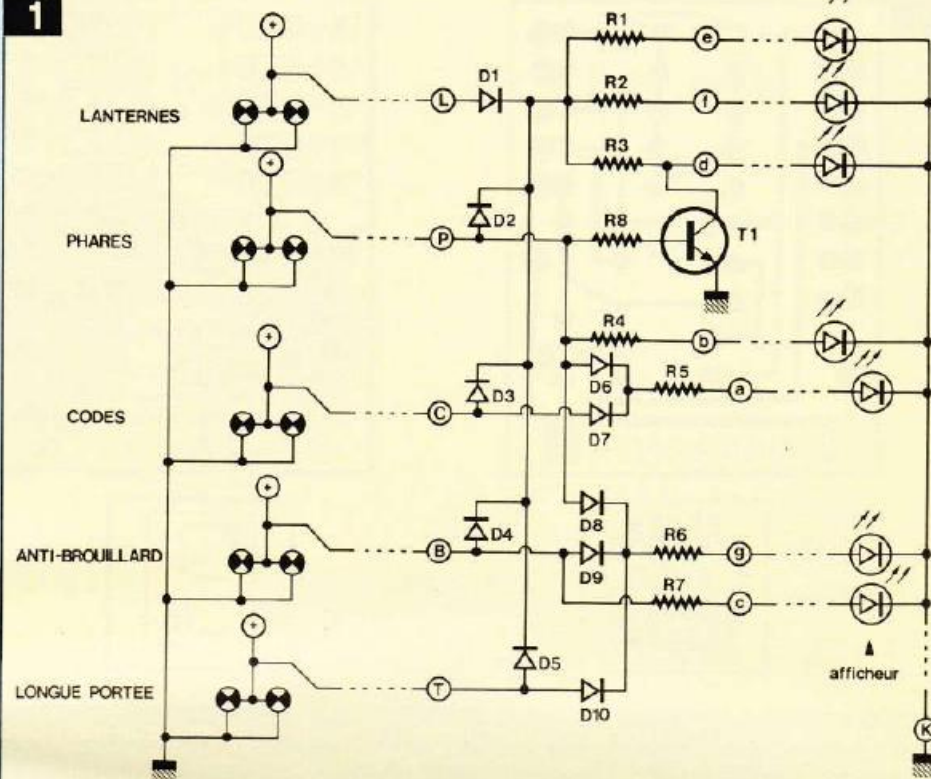 1
+
R1
e
D1
LANTERNES
L
R2
f
R3
d
+
D2
PHARES
P
R8
T1
R4
b
+
D6
R5
a
D3
CODES
C
D7
+
D8
D4
R6
g
ANTI-BROUILLARD
B
D9
R7
c
+
D5
afficheur
LONGUE PORTEE
T
D10
K